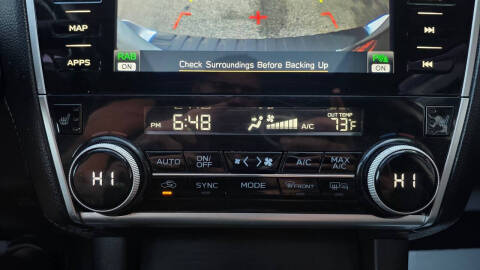 MAP
APPS
RAB
ON
Check Surroundings Before Backing Up
ON
PM 6:48
A/C
OUT TEMP
73°F
HI
AUTO
ON/
OFF
A/C
MAX
A/C
HI
SYNC
MODE
FRONT